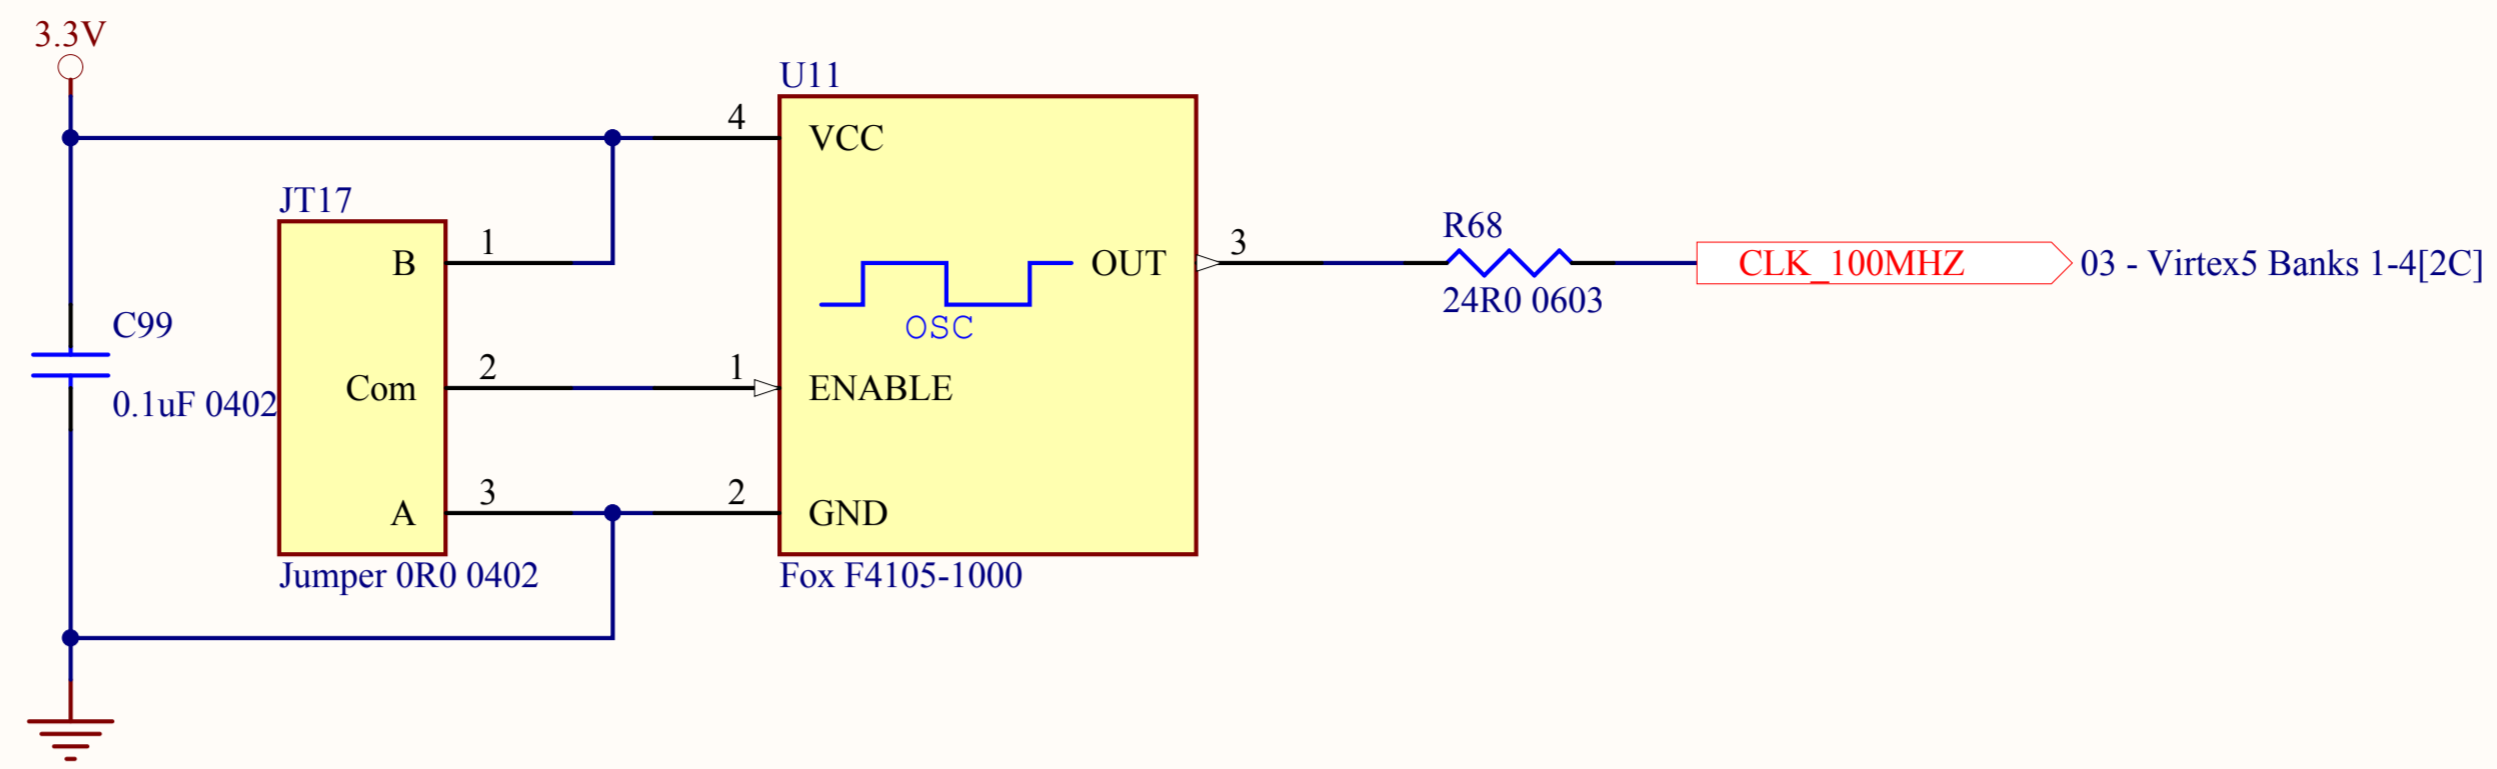 3.3V
U11
4
VCC
JT17
B
1
OUT
3
R68
24R0 0603
CLK_100MHZ
03 - Virtex5 Banks 1-4[2C]
OSC
C99
0.1uF 0402
Com
2
1
ENABLE
A
3
2
GND
Jumper 0R0 0402
Fox F4105-1000